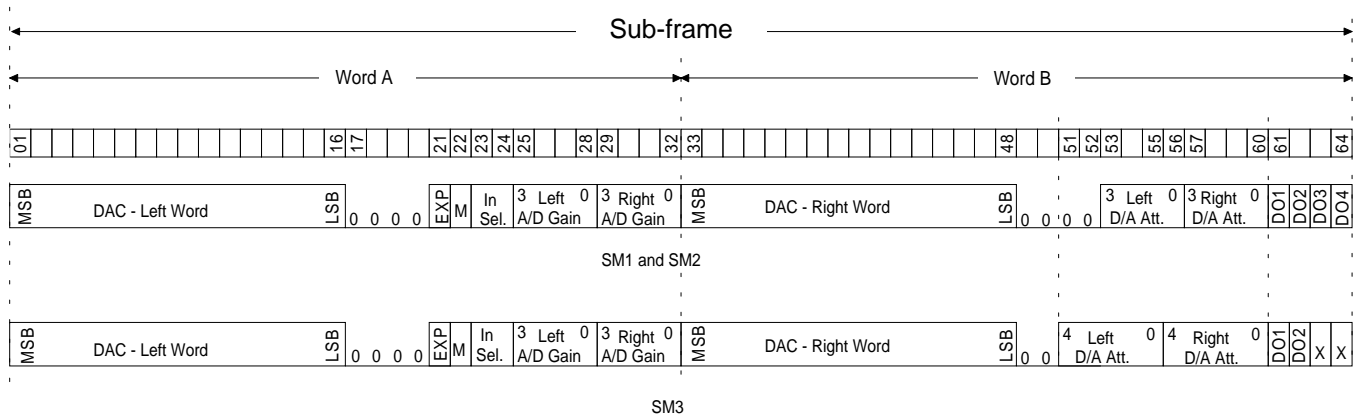 Sub-frame
Word A Word B
01 16 17 21 22 23 24 25 28 29 32 33 48 51 52 53 55 56 57 60 61 64
MSB DAC - Left Word LSB 0 0 0 0 EXP M In Sel. 3 Left 0 A/D Gain 3 Right 0 A/D Gain MSB DAC - Right Word LSB 0 0 0 0 3 Left 0 D/A Att. 3 Right 0 D/A Att. DO1 DO2 DO3 DO4
SM1 and SM2
MSB DAC - Left Word LSB 0 0 0 0 EXP M In Sel. 3 Left 0 A/D Gain 3 Right 0 A/D Gain MSB DAC - Right Word LSB 0 0 4 Left 0 D/A Att. 4 Right 0 D/A Att. DO1 DO2 X X
SM3